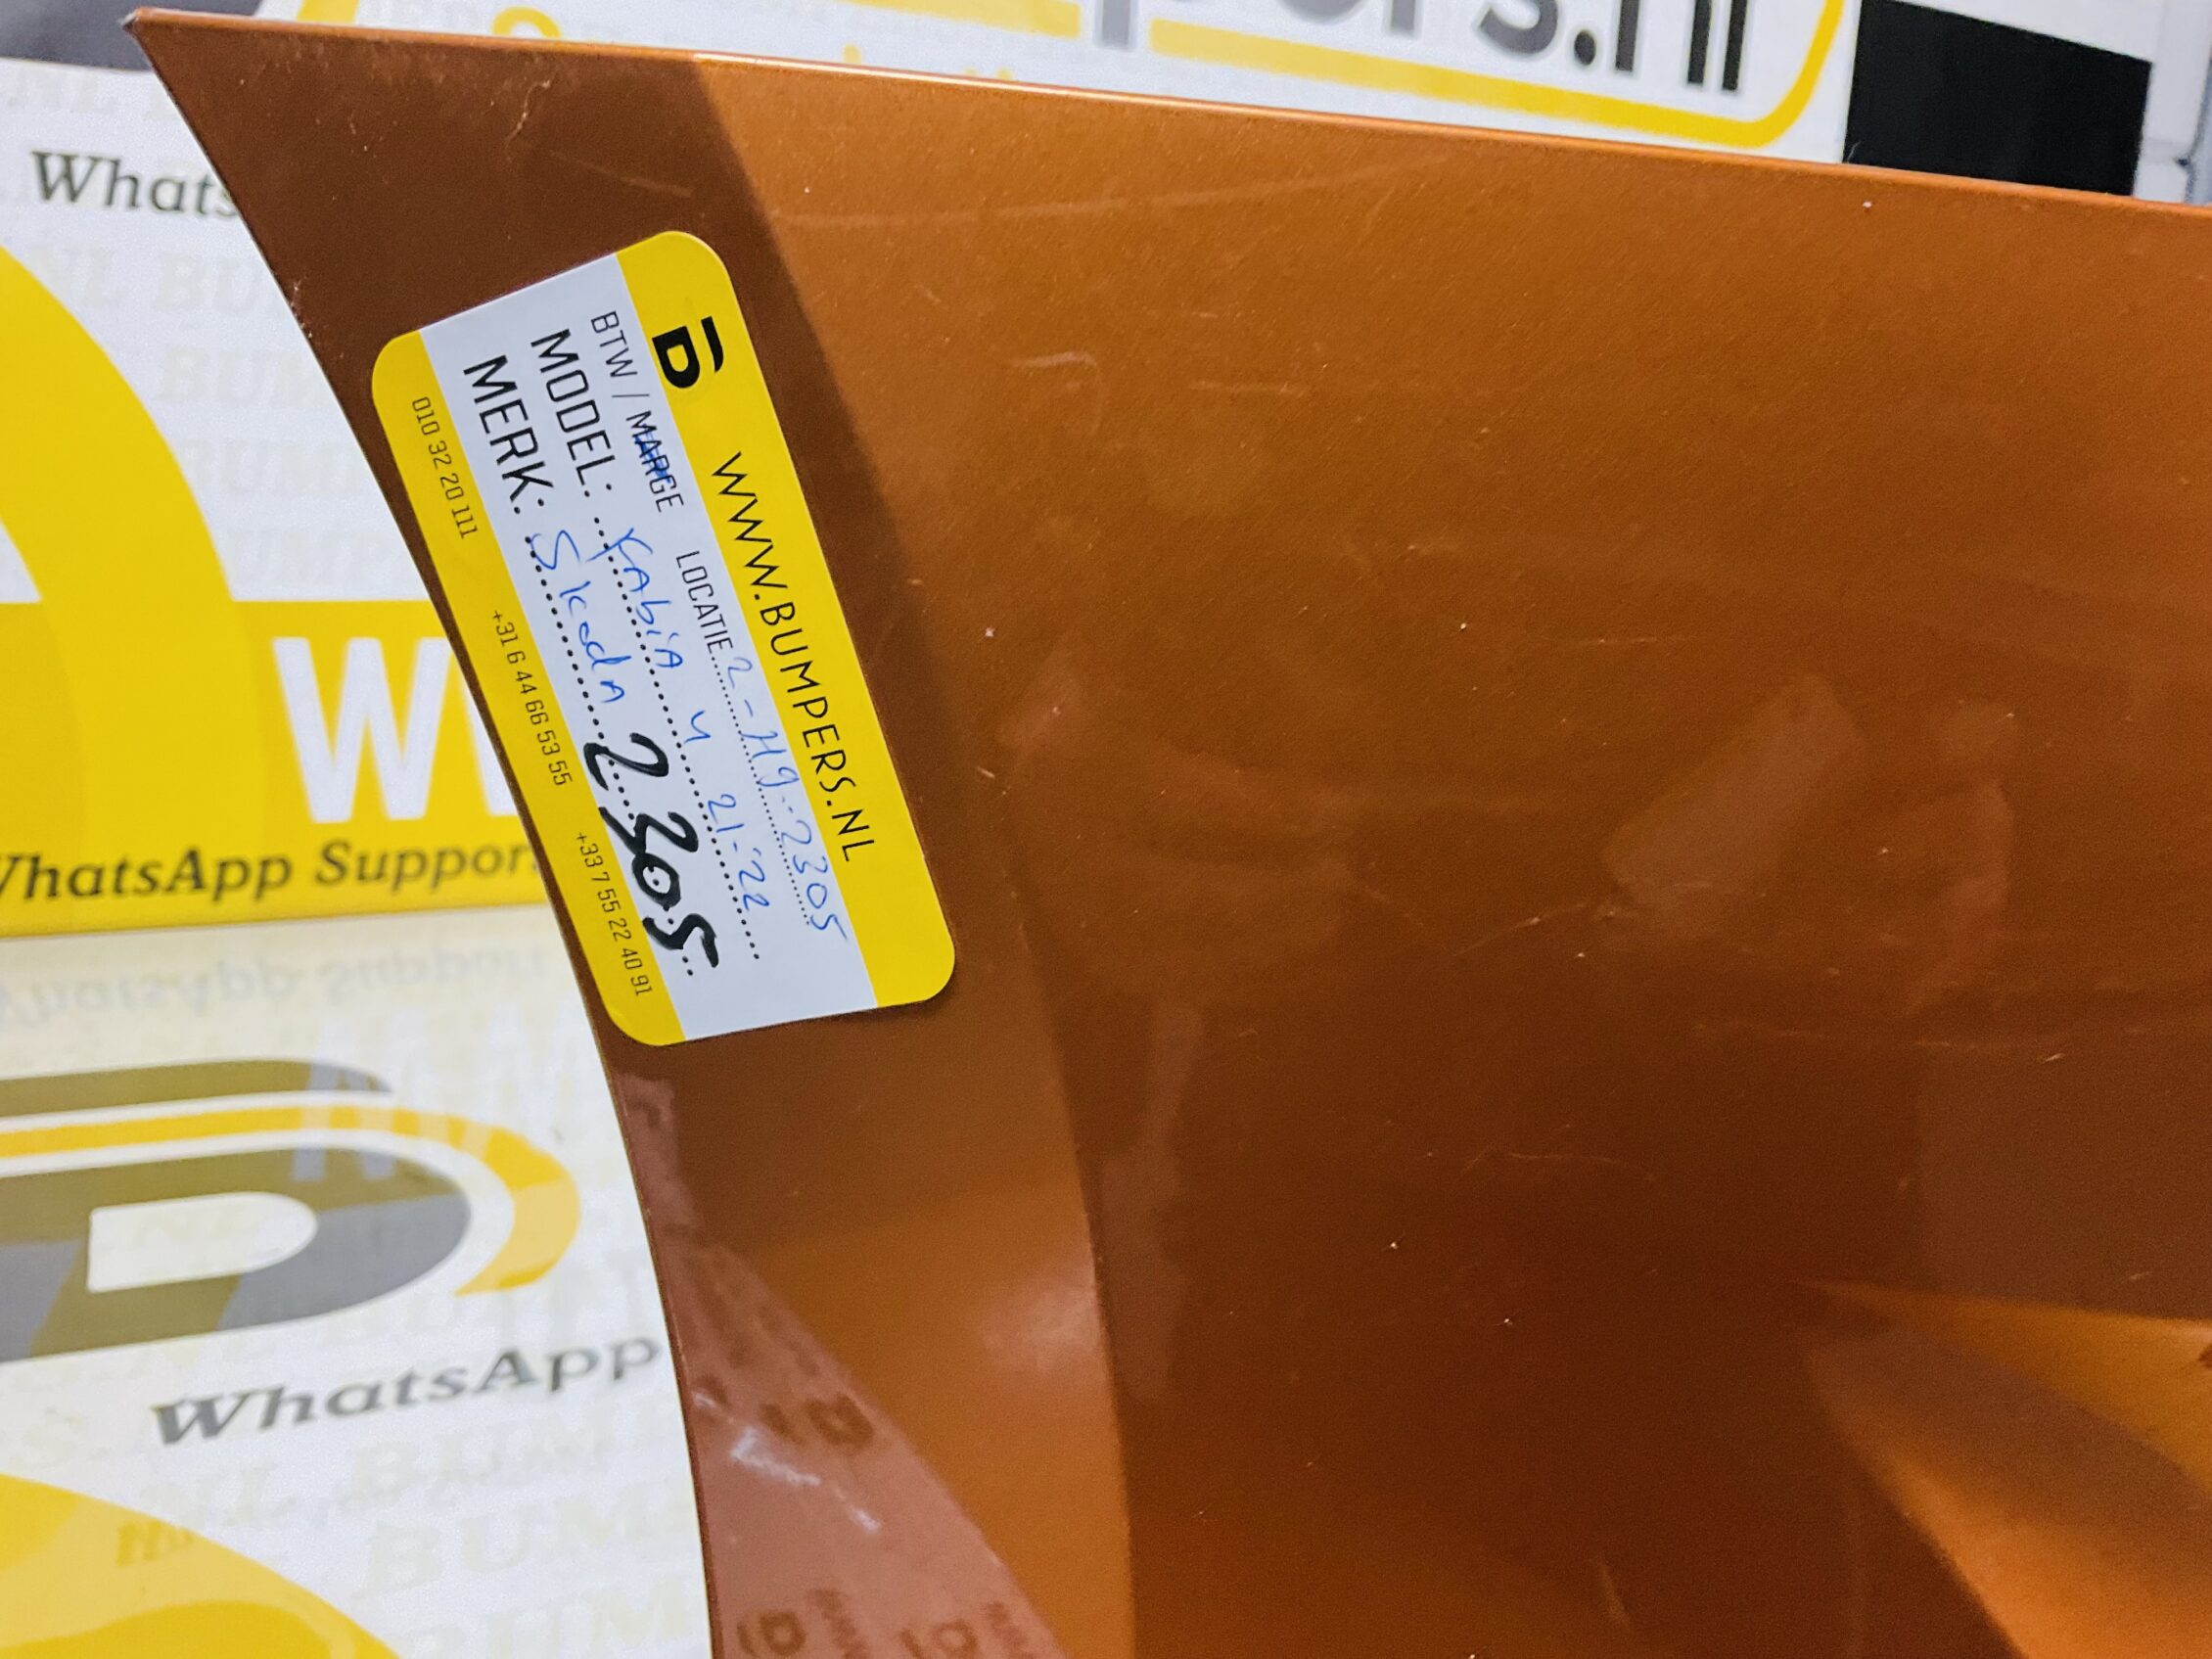 pers.nl
Whats
WWW.BUMPERS.NL
BTW / MARGE LOCATIE 2-H9-2305
MODEL: FAbiA 4 21-22
MERK: SkodA 2305
010 32 20 111 +31 6 44 66 53 55 +33 7 55 22 40 91
WhatsApp Support
WhatsApp